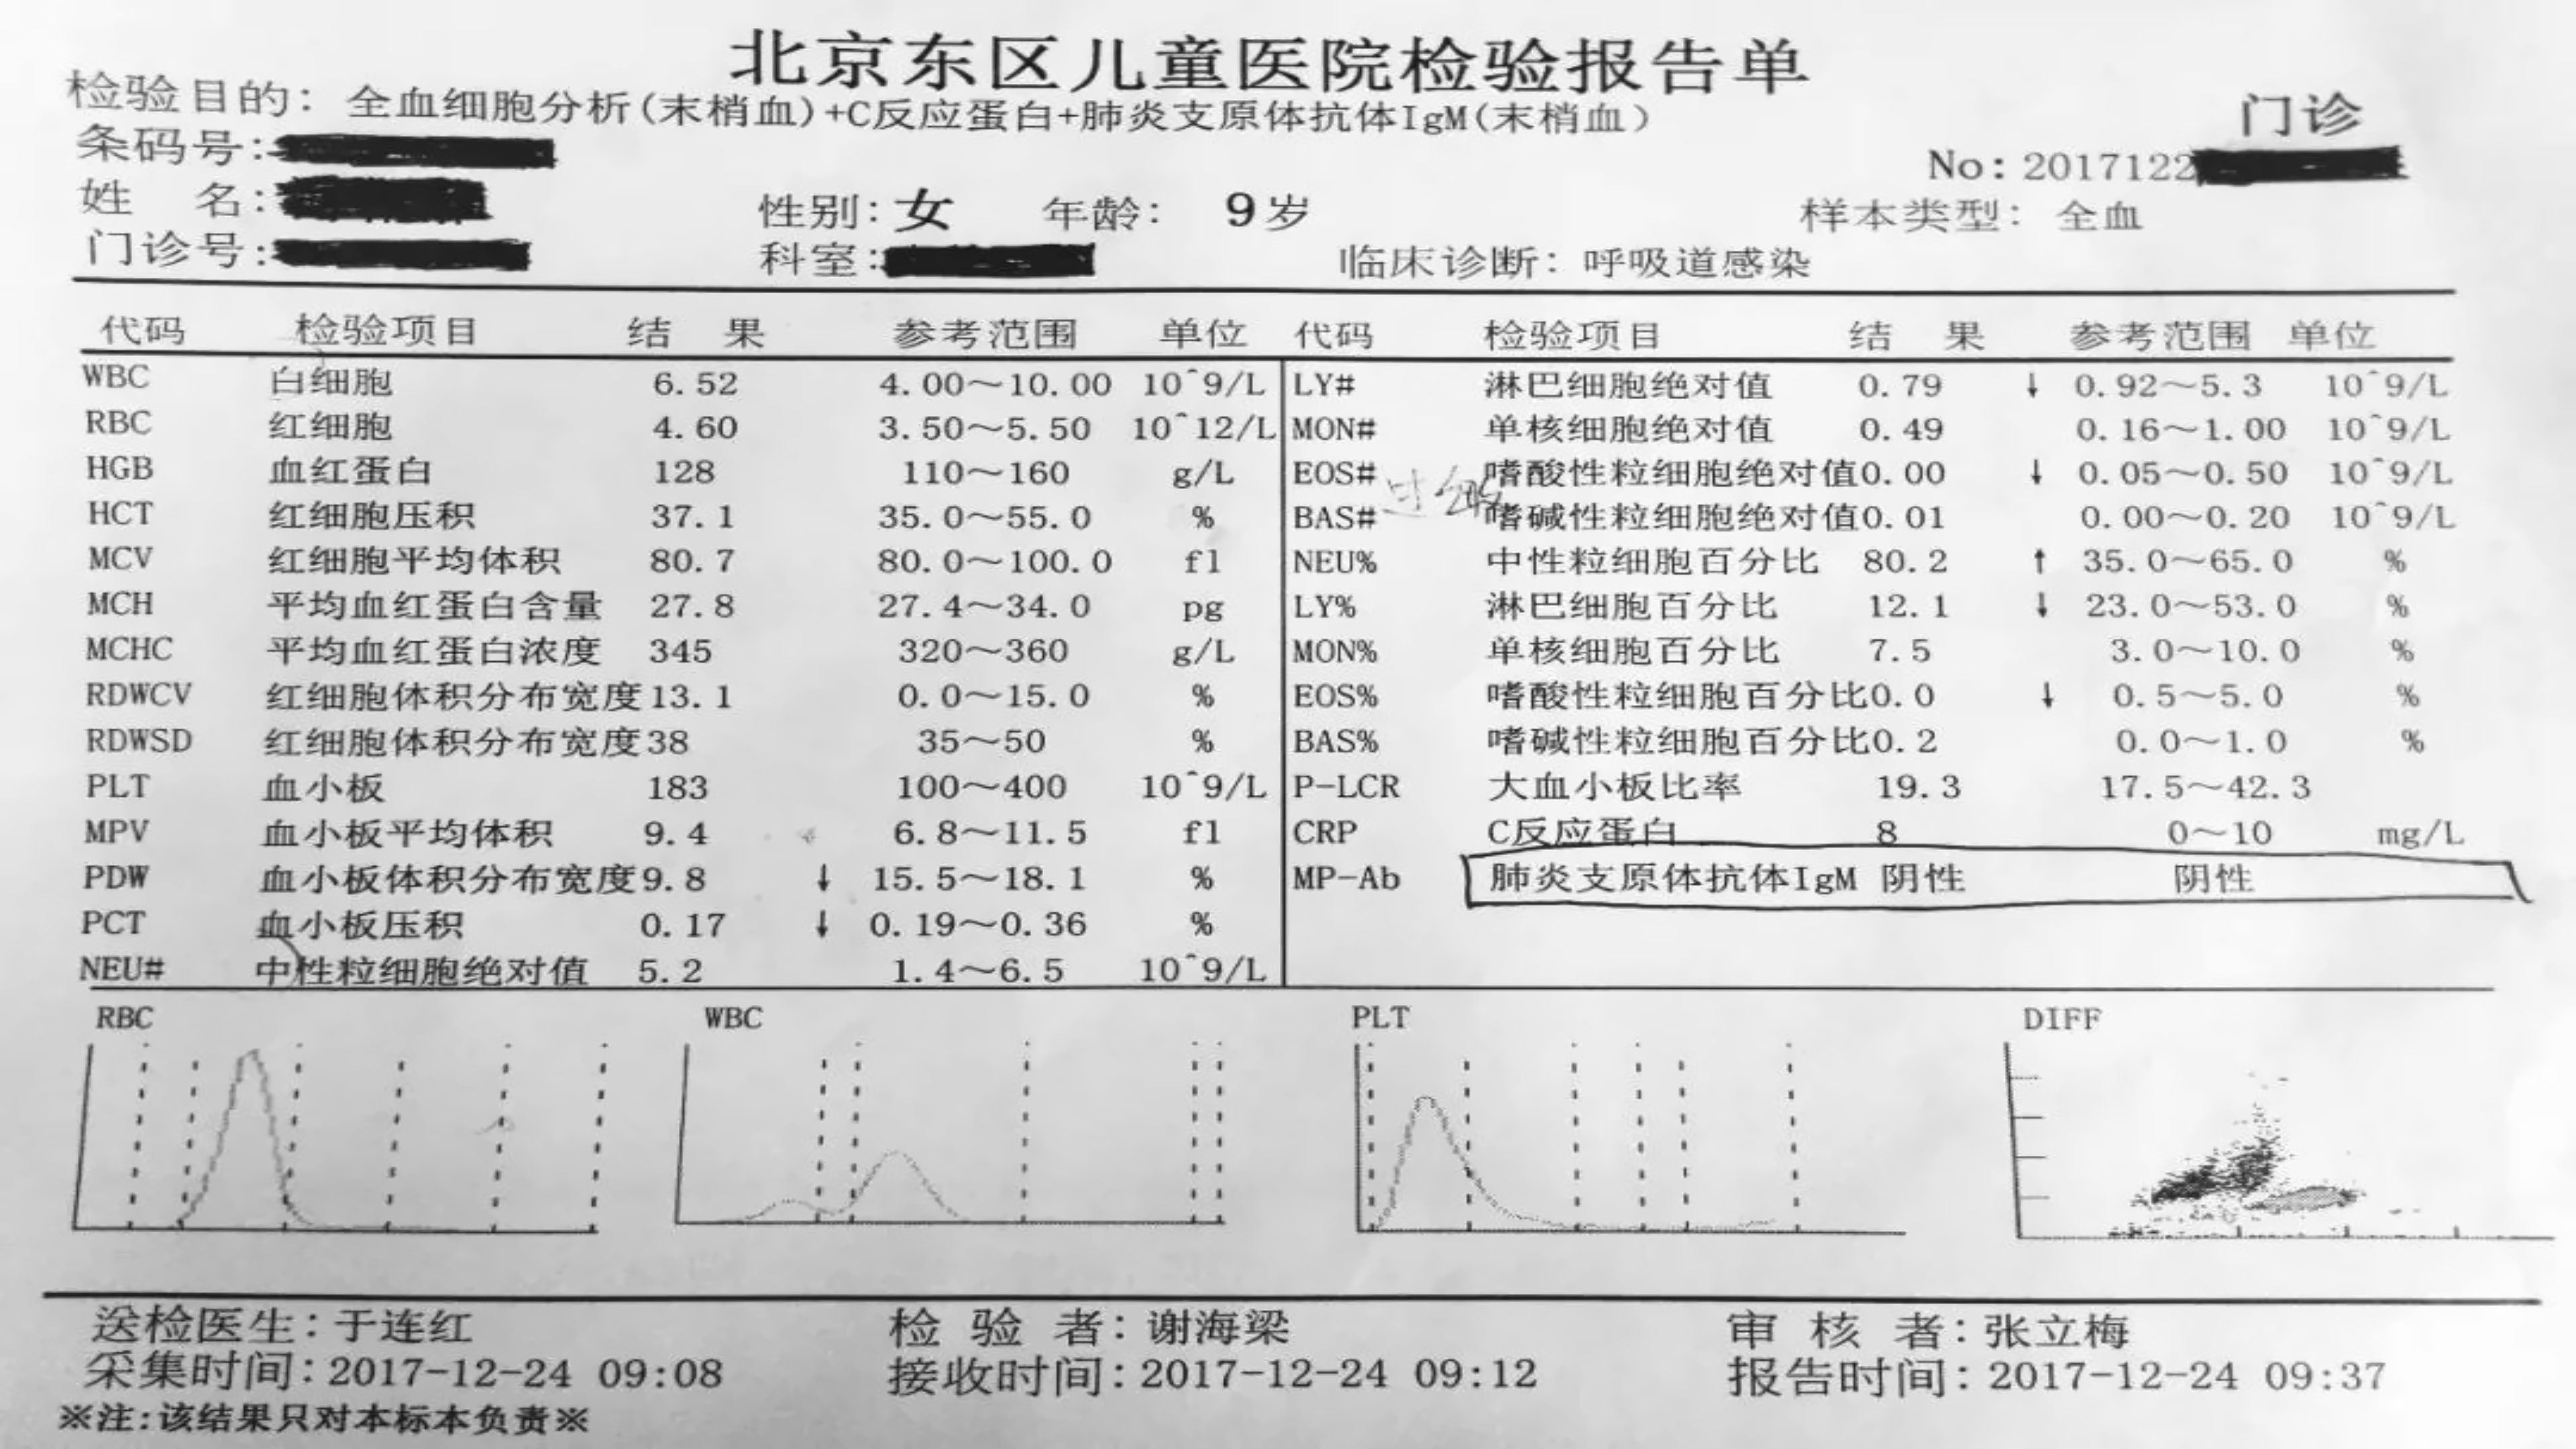 北京东区儿童医院检验报告单
检验目的: 全血细胞分析(末梢血)+C反应蛋白+肺炎支原体抗体IgM(末梢血)
门诊
条码号:
No: 2017122
姓 名:
性别: 女 年龄: 9岁
样本类型: 全血
门诊号:
科室:
临床诊断: 呼吸道感染
代码 检验项目 结 果 参考范围 单位 代码 检验项目 结 果 参考范围 单位
WBC 白细胞 6.52 4.00～10.00 10^9/L LY# 淋巴细胞绝对值 0.79 ↓ 0.92～5.3 10^9/L
RBC 红细胞 4.60 3.50～5.50 10^12/L MON# 单核细胞绝对值 0.49 0.16～1.00 10^9/L
HGB 血红蛋白 128 110～160 g/L EOS# 嗜酸性粒细胞绝对值0.00 ↓ 0.05～0.50 10^9/L
HCT 红细胞压积 37.1 35.0～55.0 % BAS# 嗜碱性粒细胞绝对值0.01 0.00～0.20 10^9/L
MCV 红细胞平均体积 80.7 80.0～100.0 fl NEU% 中性粒细胞百分比 80.2 ↑ 35.0～65.0 %
MCH 平均血红蛋白含量 27.8 27.4～34.0 pg LY% 淋巴细胞百分比 12.1 ↓ 23.0～53.0 %
MCHC 平均血红蛋白浓度 345 320～360 g/L MON% 单核细胞百分比 7.5 3.0～10.0 %
RDWCV 红细胞体积分布宽度13.1 0.0～15.0 % EOS% 嗜酸性粒细胞百分比0.0 ↓ 0.5～5.0 %
RDWSD 红细胞体积分布宽度38 35～50 % BAS% 嗜碱性粒细胞百分比0.2 0.0～1.0 %
PLT 血小板 183 100～400 10^9/L P-LCR 大血小板比率 19.3 17.5～42.3
MPV 血小板平均体积 9.4 6.8～11.5 fl CRP C反应蛋白 8 0～10 mg/L
PDW 血小板体积分布宽度9.8 ↓ 15.5～18.1 % MP-Ab 肺炎支原体抗体IgM 阴性 阴性
PCT 血小板压积 0.17 ↓ 0.19～0.36 %
NEU# 中性粒细胞绝对值 5.2 1.4～6.5 10^9/L
RBC WBC PLT DIFF
送检医生: 于连红 检 验 者: 谢海梁 审 核 者: 张立梅
采集时间: 2017-12-24 09:08 接收时间: 2017-12-24 09:12 报告时间: 2017-12-24 09:37
※注:该结果只对本标本负责※